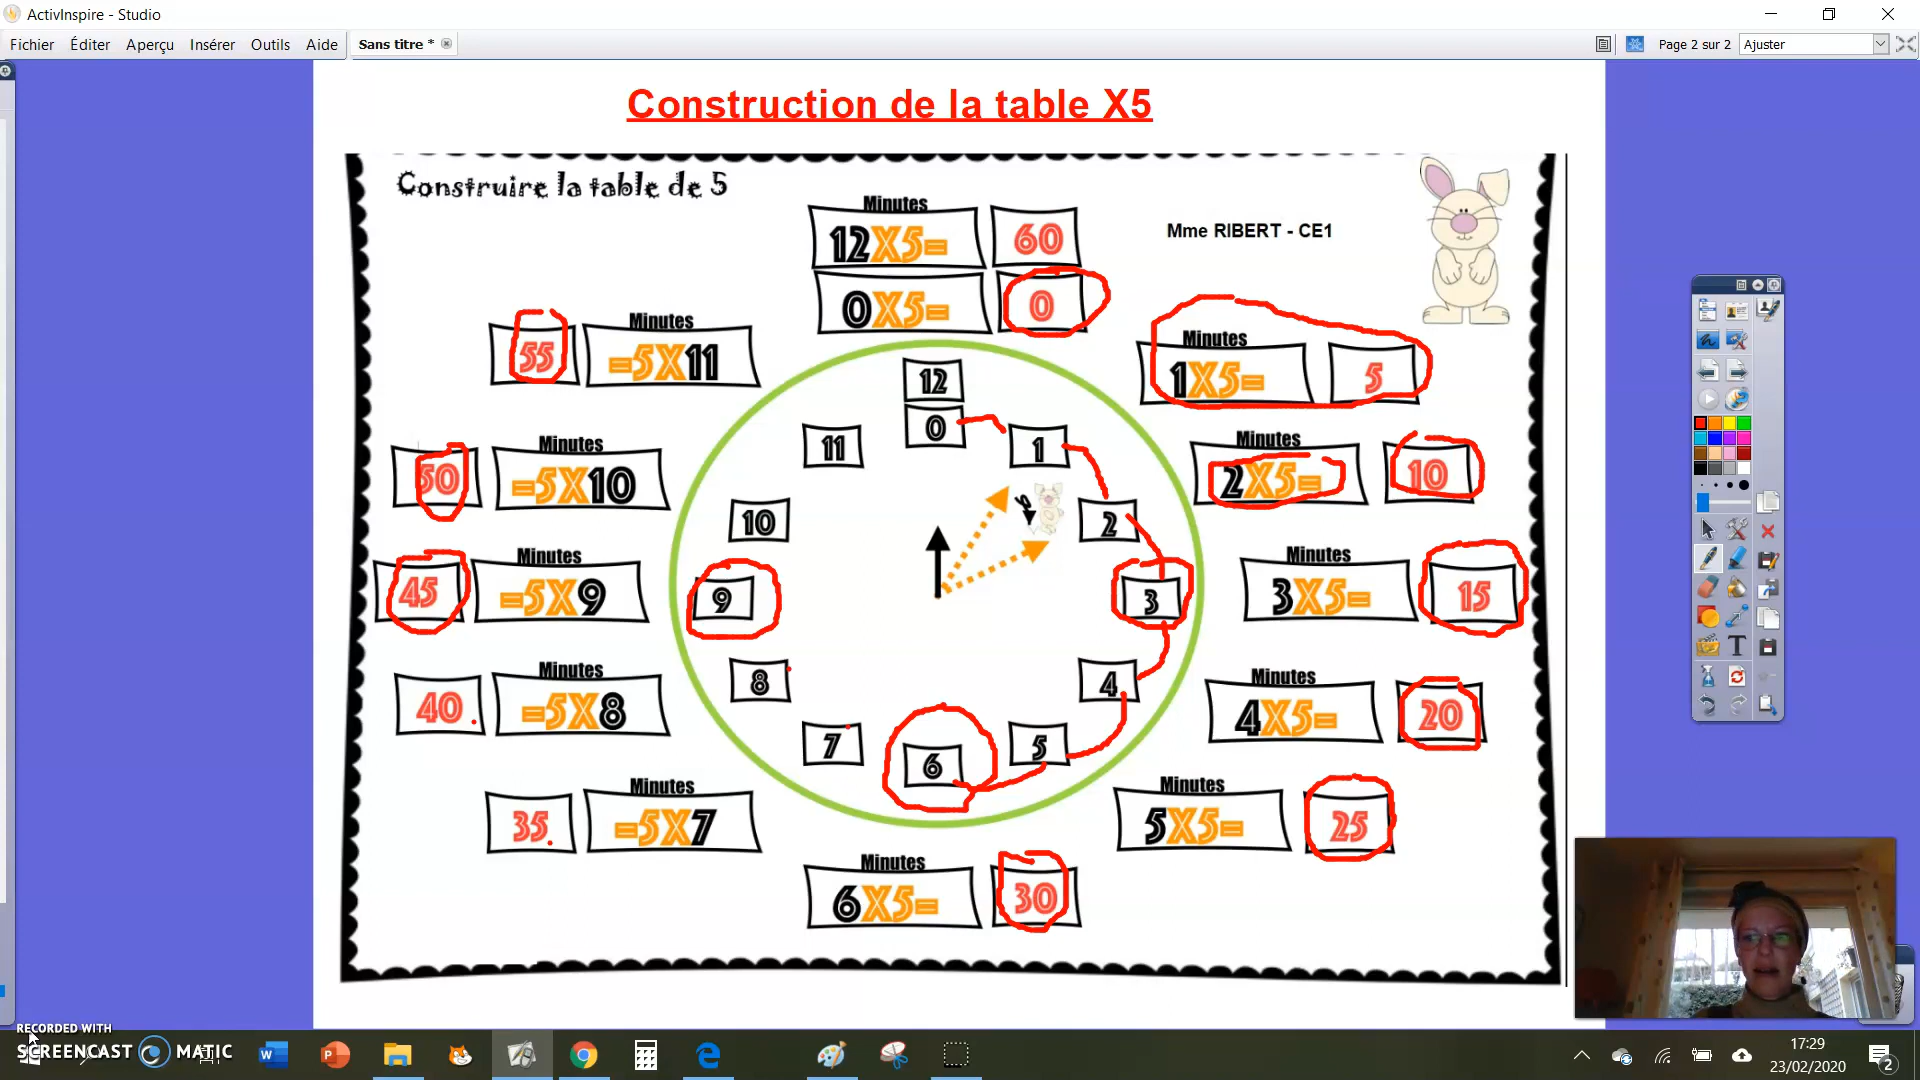 ActivInspire - Studio
Fichier Éditer Aperçu Insérer Outils Aide Sans titre * Page 2 sur 2 Ajuster
Construction de la table X5
Construire la table de 5
Mme RIBERT - CE1
Minutes
12X5= 60
0X5= 0
Minutes
55 =5X11
Minutes
1X5= 5
Minutes
50 =5X10
Minutes
2X5= 10
Minutes
45 =5X9
Minutes
3X5= 15
Minutes
40 =5X8
Minutes
4X5= 20
Minutes
35 =5X7
Minutes
5X5= 25
Minutes
6X5= 30
12
0
11 1
10 2
9 3
8 4
7 5
6
RECORDED WITH
SCREENCAST MATIC
17:29
23/02/2020
2